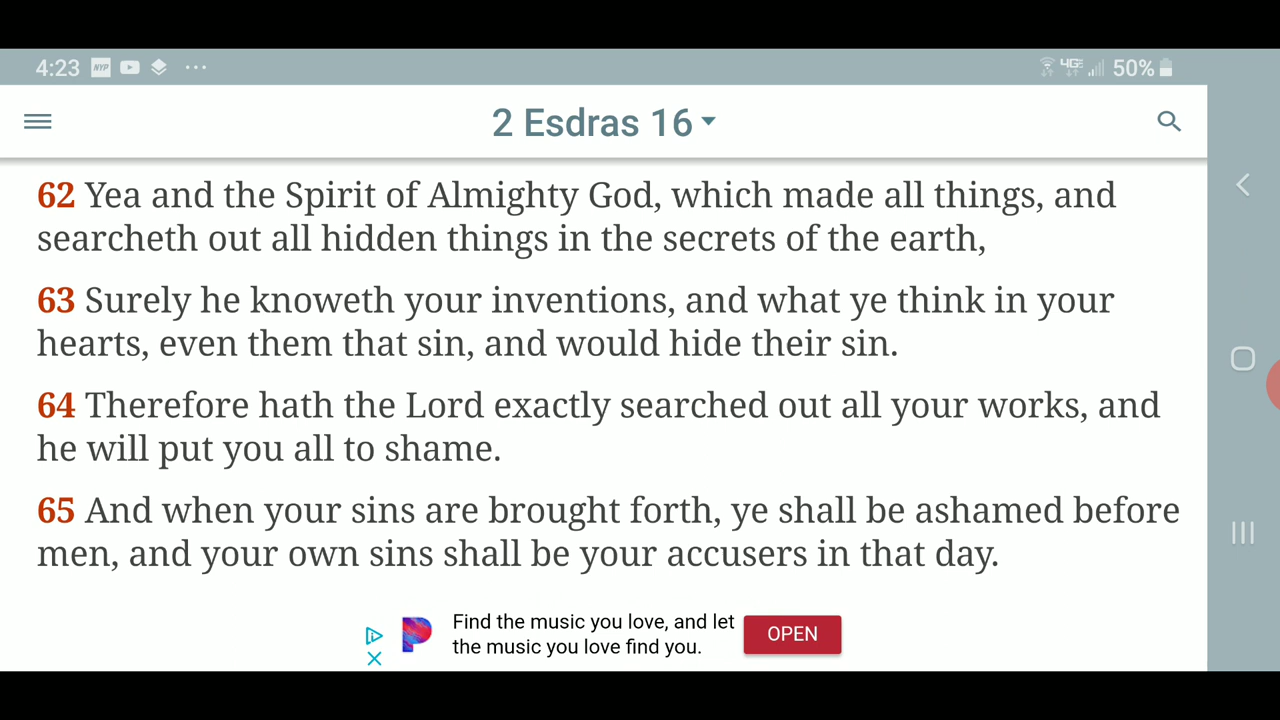 4:23 NYP ... 4GE 50%
2 Esdras 16
62 Yea and the Spirit of Almighty God, which made all things, and
searcheth out all hidden things in the secrets of the earth,
63 Surely he knoweth your inventions, and what ye think in your
hearts, even them that sin, and would hide their sin.
64 Therefore hath the Lord exactly searched out all your works, and
he will put you all to shame.
65 And when your sins are brought forth, ye shall be ashamed before
men, and your own sins shall be your accusers in that day.
Find the music you love, and let
the music you love find you.
OPEN